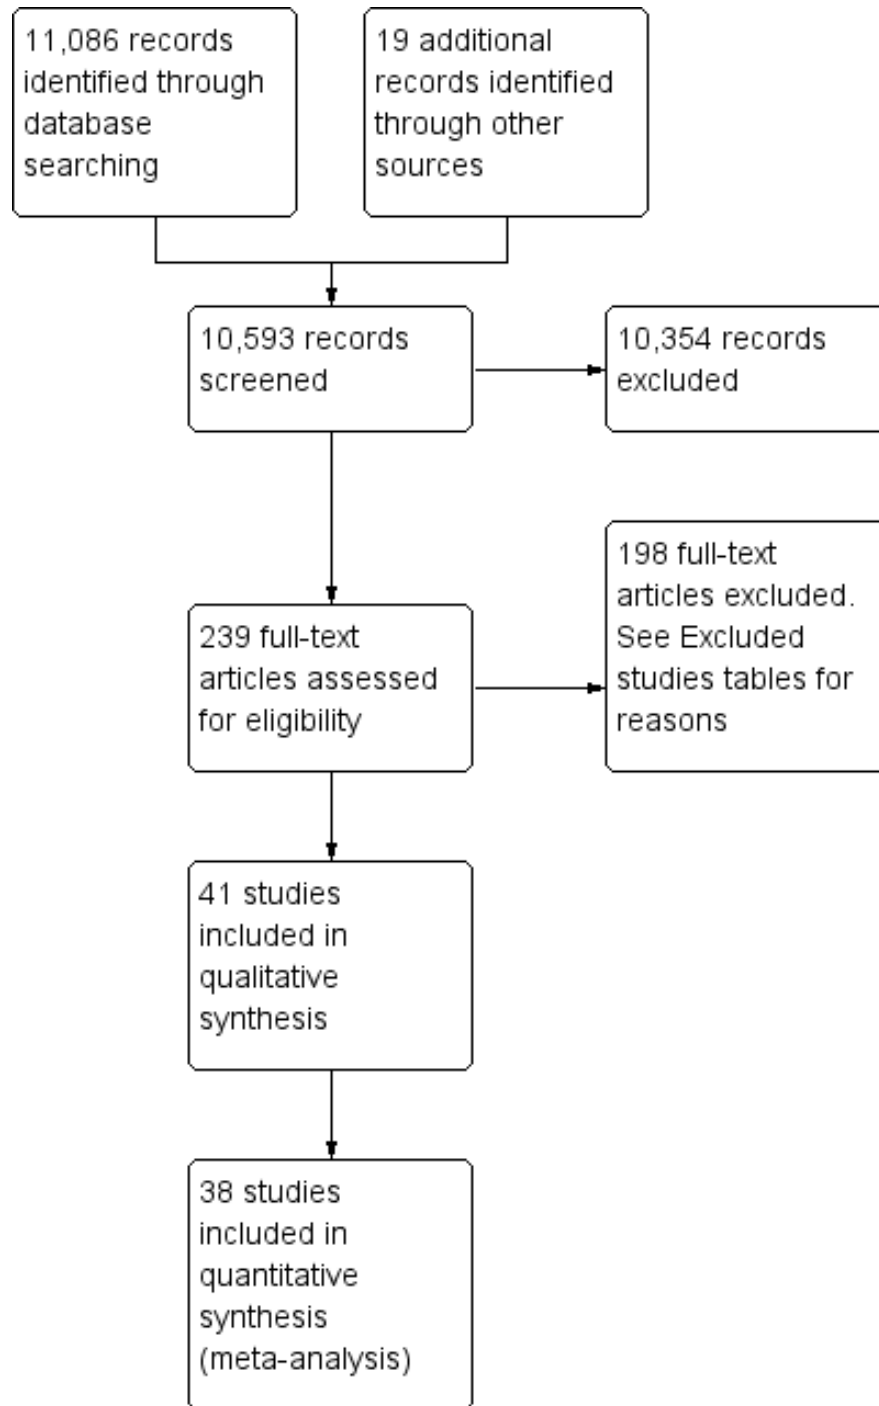 11,086 records
identified through
database
searching
19 additional
records identified
through other
sources
10,593 records
screened
10,354 records
excluded
239 full-text
articles assessed
for eligibility
198 full-text
articles excluded.
See Excluded
studies tables for
reasons
41 studies
included in
qualitative
synthesis
38 studies
included in
quantitative
synthesis
(meta-analysis)